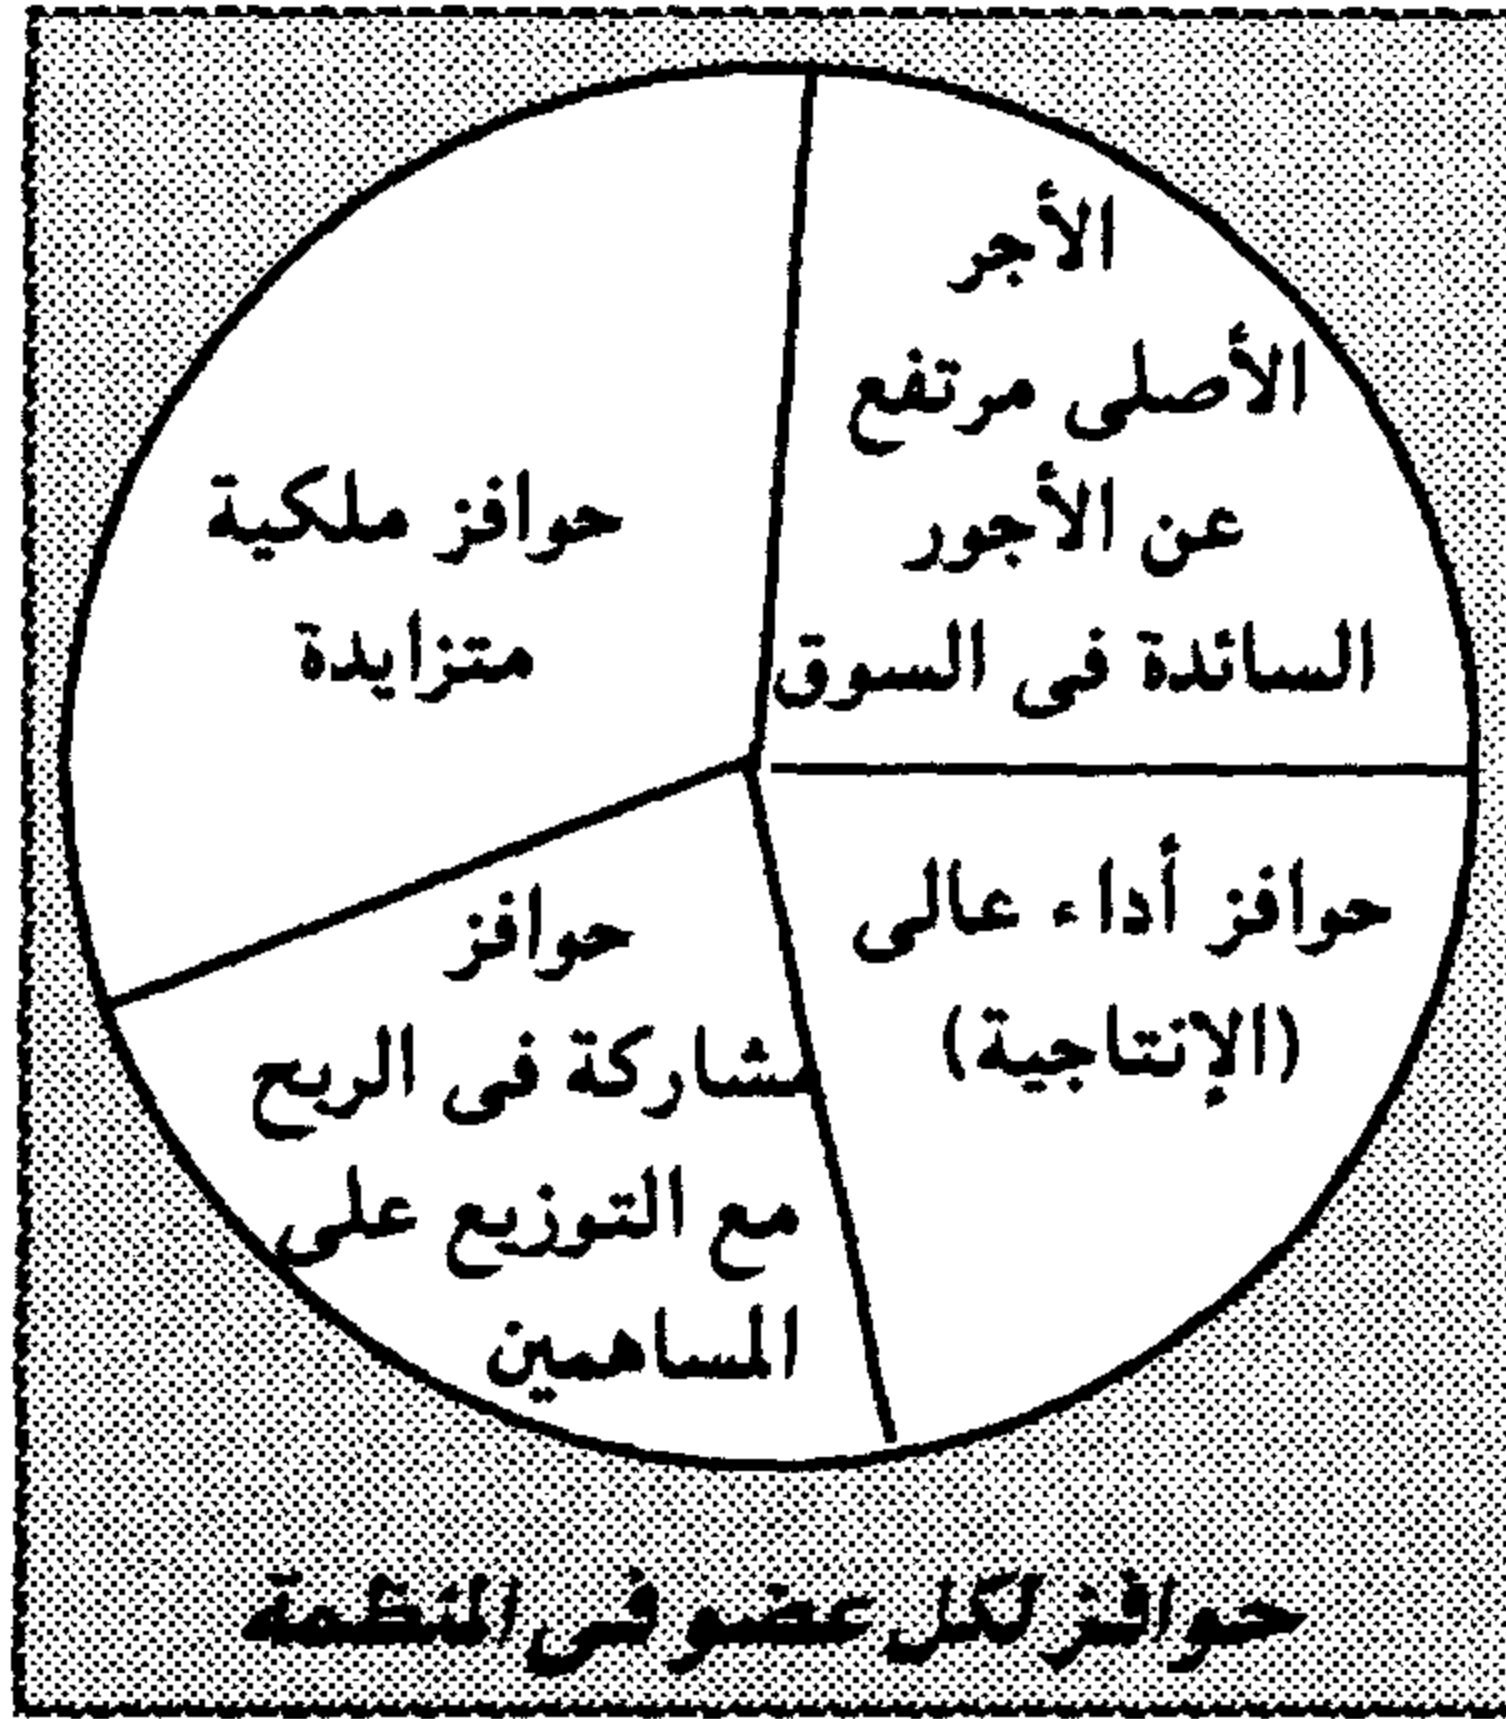 الأجر
الأصلى مرتفع
عن الأجور
السائدة فى السوق
حوافز ملكية
متزايدة
حوافز أداء عالى
(الإنتاجية)
حوافز
مشاركة فى الربح
مع التوزيع على
المساهمين
حوافز لكل عضو فى المنظمة